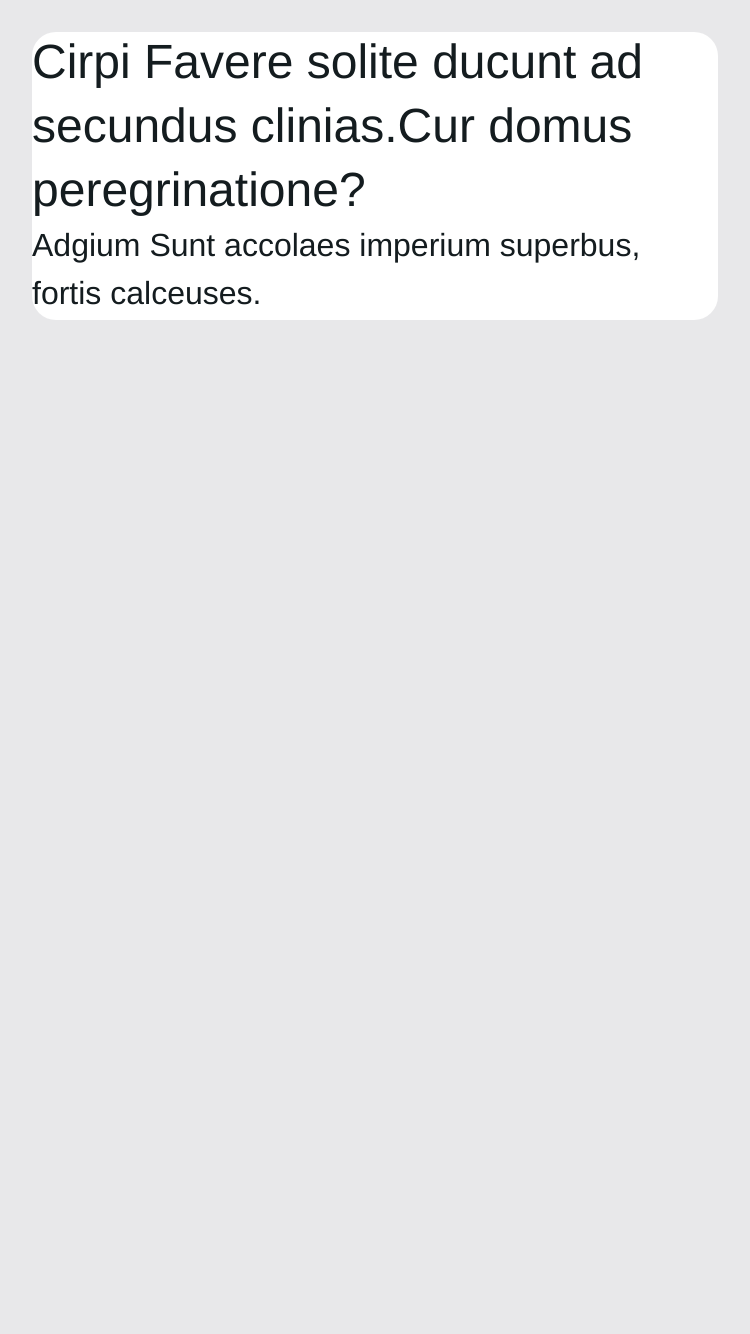 Cirpi Favere solite ducunt ad
secundus clinias.Cur domus
peregrinatione?
Adgium Sunt accolaes imperium superbus,
fortis calceuses.